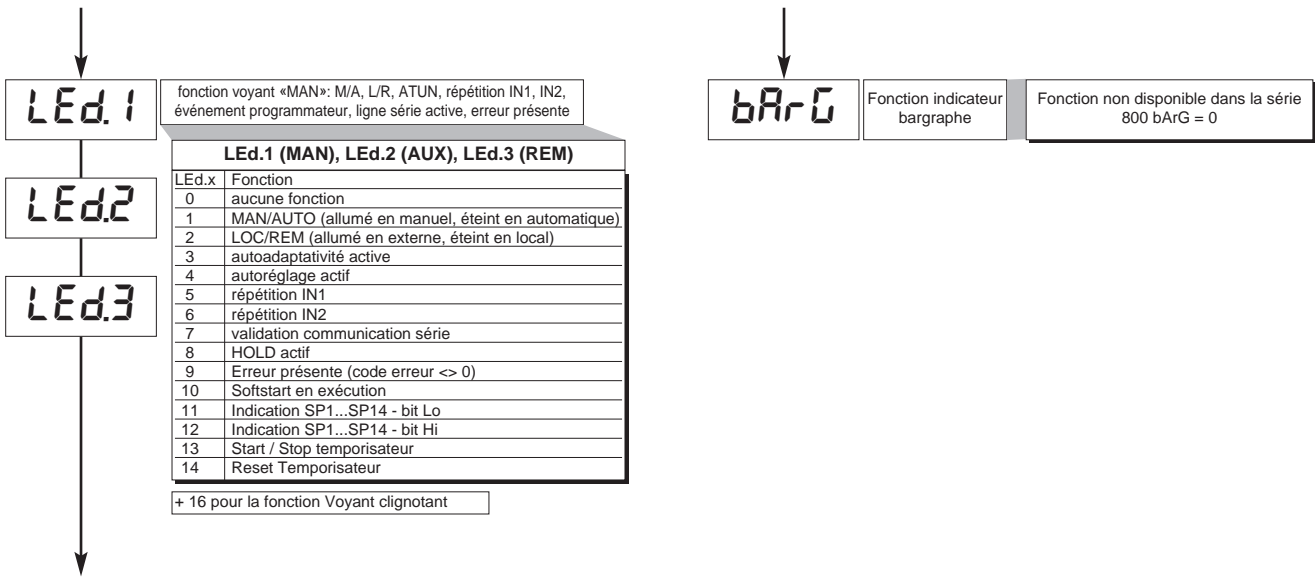 LEd.1
fonction voyant «MAN»: M/A, L/R, ATUN, répétition IN1, IN2,
événement programmateur, ligne série active, erreur présente
LEd.1 (MAN), LEd.2 (AUX), LEd.3 (REM)
LEd.x Fonction
0 aucune fonction
1 MAN/AUTO (allumé en manuel, éteint en automatique)
2 LOC/REM (allumé en externe, éteint en local)
3 autoadaptativité active
4 autoréglage actif
5 répétition IN1
6 répétition IN2
7 validation communication série
8 HOLD actif
9 Erreur présente (code erreur <> 0)
10 Softstart en exécution
11 Indication SP1...SP14 - bit Lo
12 Indication SP1...SP14 - bit Hi
13 Start / Stop temporisateur
14 Reset Temporisateur
+ 16 pour la fonction Voyant clignotant
LEd.2
LEd.3
bArG
Fonction indicateur
bargraphe
Fonction non disponible dans la série
800 bArG = 0